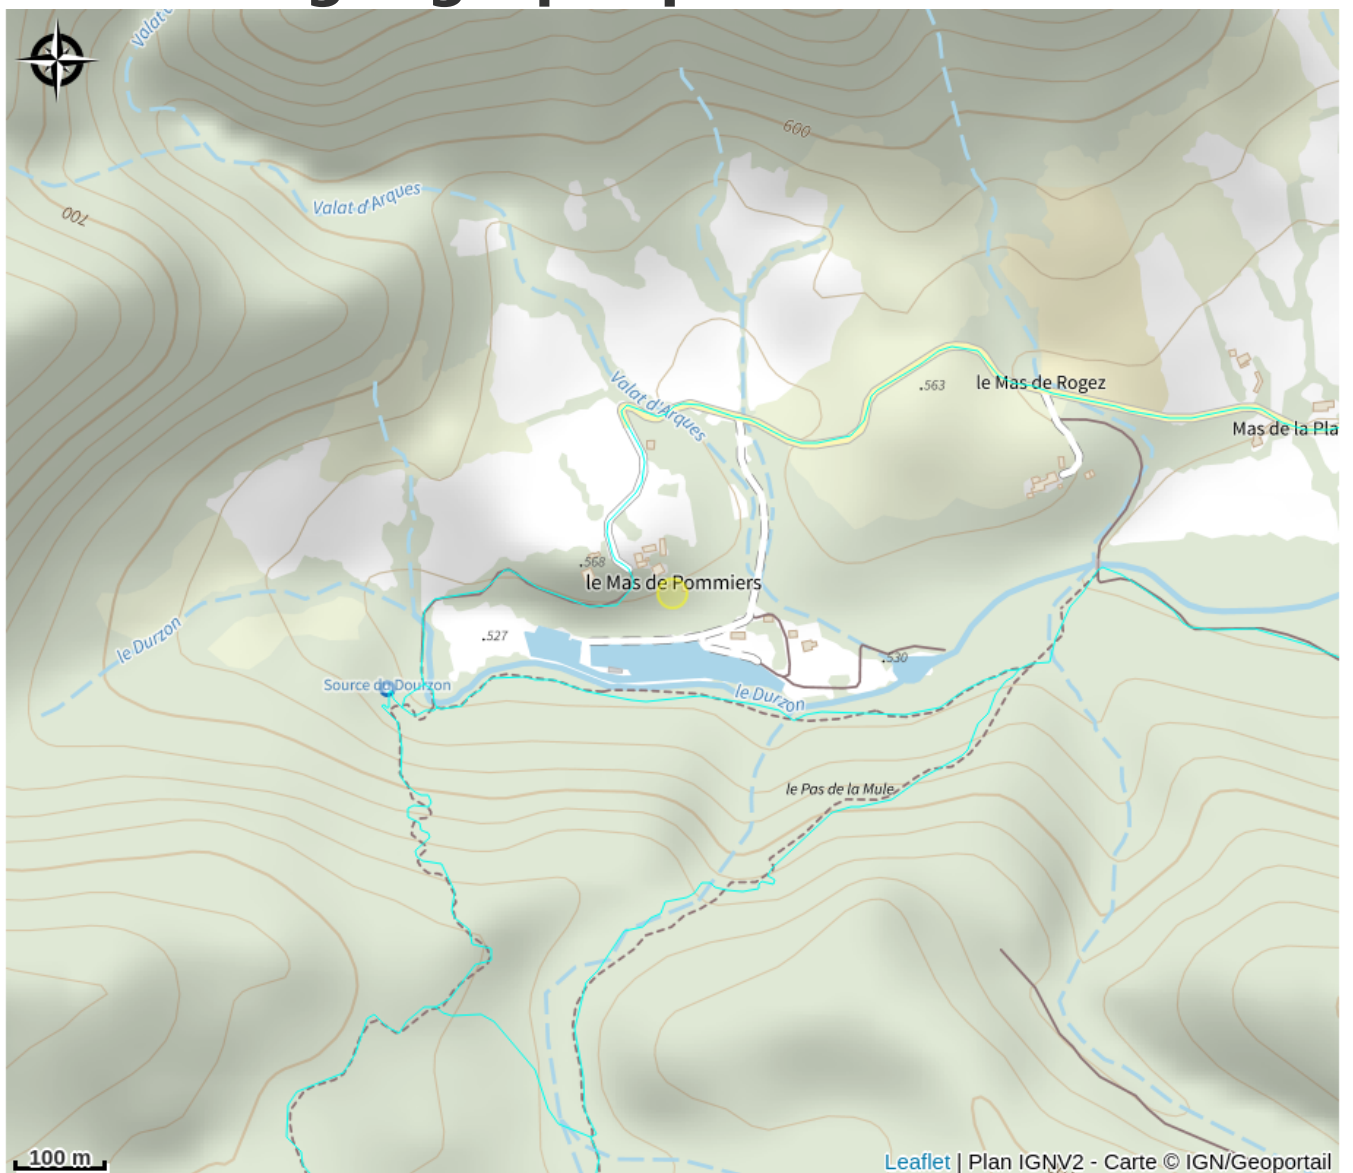 Valat d'Arques
600
700
Valat d'Arques
.563
le Mas de Rogez
Mas de la Pla
.568
le Mas de Pommiers
le Durzon
.527
.530
Source du Dourzon
le Durzon
le Pas de la Mule
100 m
Leaflet | Plan IGNV2 - Carte © IGN/Geoportail